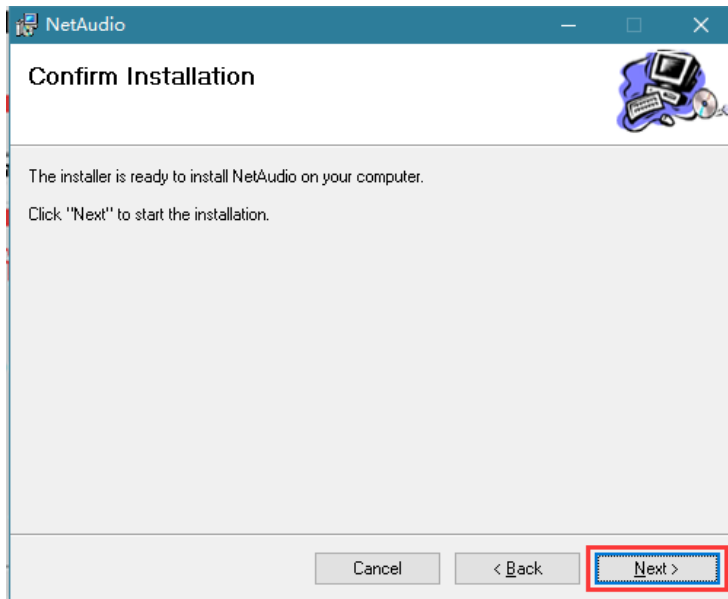 NetAudio
Confirm Installation
The installer is ready to install NetAudio on your computer.
Click "Next" to start the installation.
Cancel
< Back
Next >